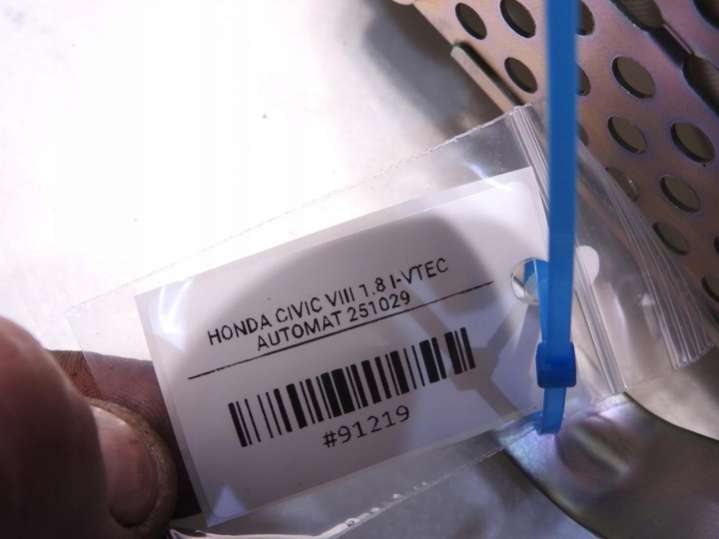 HONDA CIVIC VIII 1.8 I-VTEC
AUTOMAT 251029
#91219